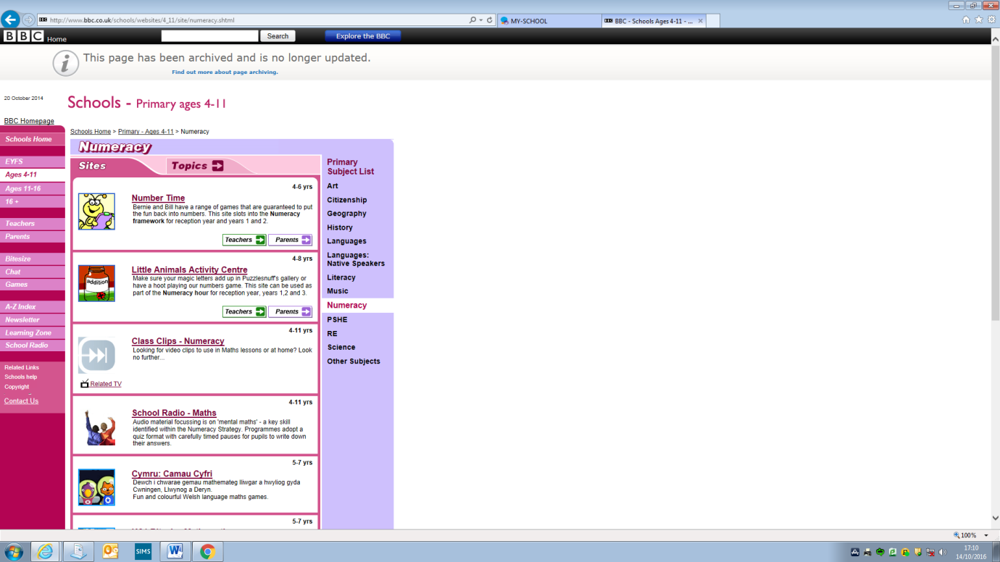 http://www.bbc.co.uk/schools/websites/4_11/site/numeracy.shtml
MY-SCHOOL
BBC - Schools Ages 4-11 - ...
BBC Home
Search
Explore the BBC
This page has been archived and is no longer updated.
Find out more about page archiving.
20 October 2014
Schools - Primary ages 4-11
BBC Homepage
Schools Home
EYFS
Ages 4-11
Ages 11-16
16 +
Teachers
Parents
Bitesize
Chat
Games
A-Z Index
Newsletter
Learning Zone
School Radio
Related Links
Schools help
Copyright
Contact Us
Schools Home > Primary - Ages 4-11 > Numeracy
Numeracy
Sites
Topics
4-6 yrs
Number Time
Bernie and Bill have a range of games that are guaranteed to put
the fun back into numbers. This site slots into the Numeracy
framework for reception year and years 1 and 2.
Teachers
Parents
4-8 yrs
addition
Little Animals Activity Centre
Make sure your magic letters add up in Puzzlesnuff's gallery or
have a hoot playing our numbers game. This site can be used as
part of the Numeracy hour for reception year, years 1,2 and 3.
Teachers
Parents
4-11 yrs
Class Clips - Numeracy
Looking for video clips to use in Maths lessons or at home? Look
no further...
Related TV
4-11 yrs
School Radio - Maths
Audio material focussing is on 'mental maths' - a key skill
identified within the Numeracy Strategy. Programmes adopt a
quiz format with carefully timed pauses for pupils to write down
their answers.
5-7 yrs
Cymru: Camau Cyfri
Dewch i chwarae gemau mathemateg lliwgar a hwyliog gyda
Cwningen, Llwynog a Deryn.
Fun and colourful Welsh language maths games.
5-7 yrs
Primary
Subject List
Art
Citizenship
Geography
History
Languages
Languages:
Native Speakers
Literacy
Music
Numeracy
PSHE
RE
Science
Other Subjects
100%
SIMS
17:10
14/10/2016